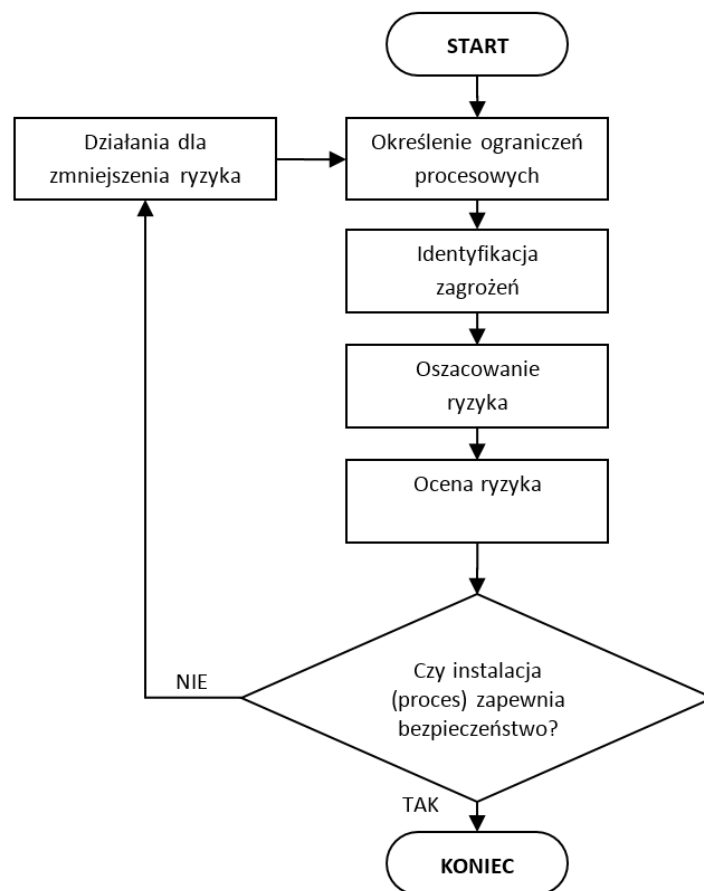 START
Działania dla
zmniejszenia ryzyka
Określenie ograniczeń
procesowych
Identyfikacja
zagrożeń
Oszacowanie
ryzyka
Ocena ryzyka
Czy instalacja
(proces) zapewnia
bezpieczeństwo?
NIE
TAK
KONIEC